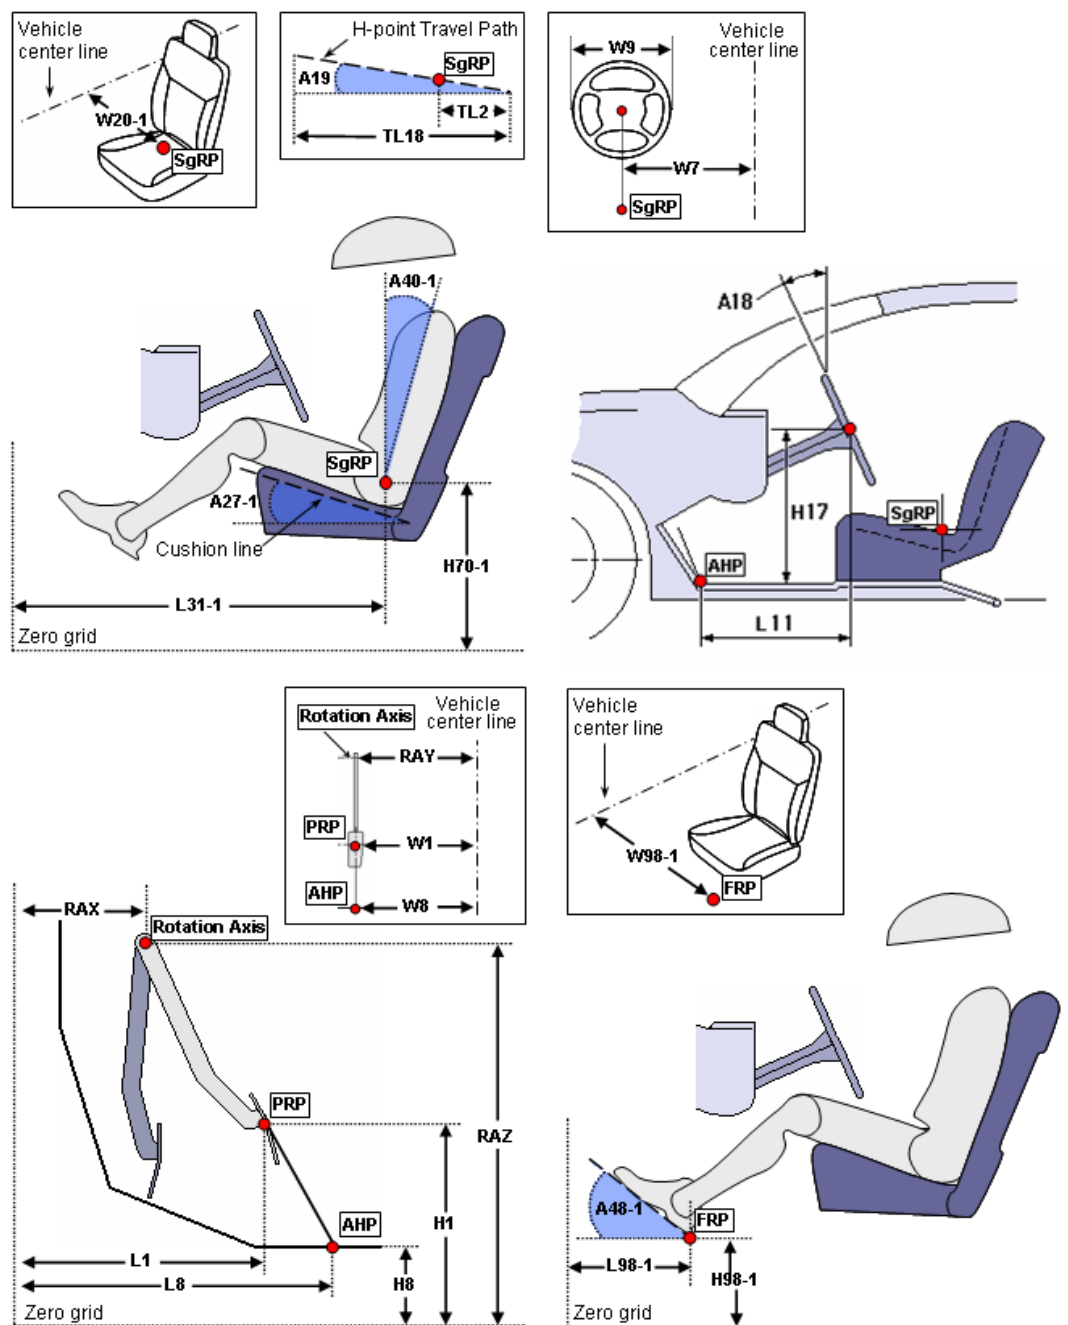 Vehicle
center line
W20-1
SgRP
H-point Travel Path
SgRP
A19
TL2
TL18
W9
Vehicle
center line
W7
SgRP
A40-1
SgRP
A27-1
Cushion line
H70-1
L31-1
Zero grid
A18
H17
SgRP
AHP
L11
Vehicle
center line
Rotation Axis
RAY
PRP
W1
AHP
W8
Vehicle
center line
W98-1
FRP
RAX
Rotation Axis
PRP
RAZ
H1
AHP
L1
L8
H8
Zero grid
A48-1
FRP
L98-1
H98-1
Zero grid